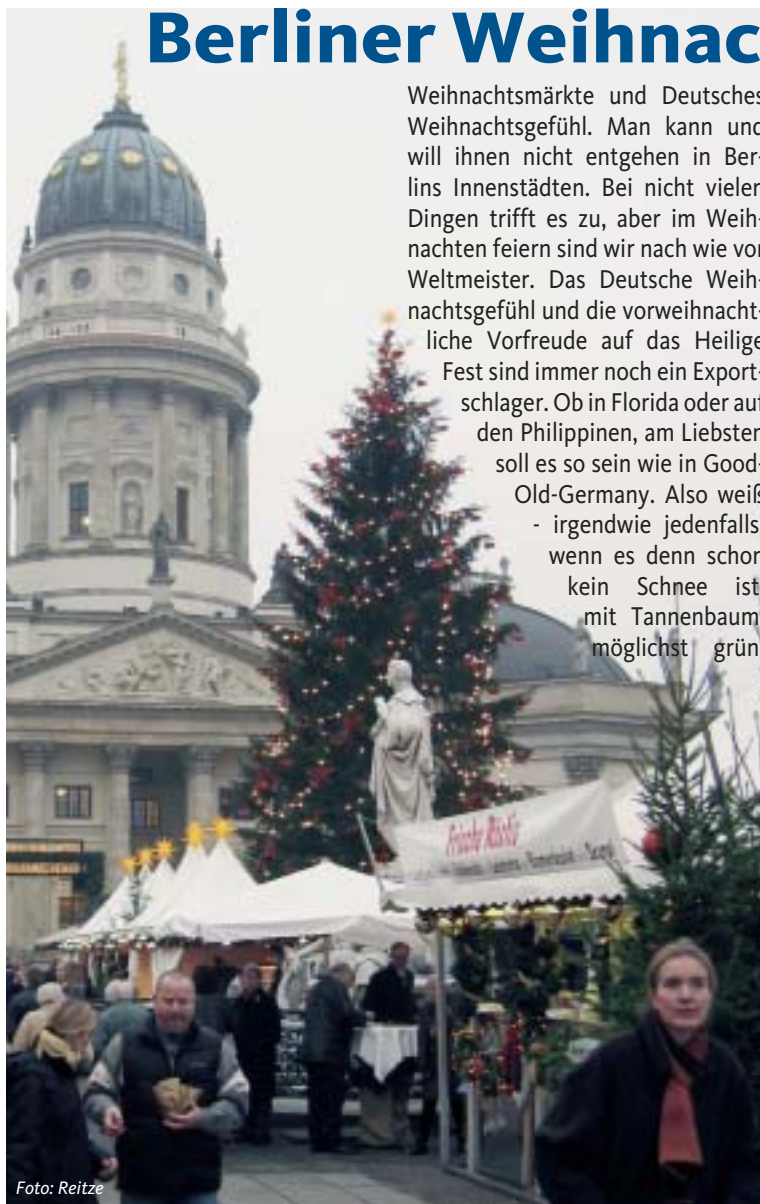 Berliner Weihnac
Weihnachtsmärkte und Deutsches
Weihnachtsgefühl. Man kann und
will ihnen nicht entgehen in Ber-
lins Innenstädten. Bei nicht vielen
Dingen trifft es zu, aber im Weih-
nachten feiern sind wir nach wie vor
Weltmeister. Das Deutsche Weih-
nachtsgefühl und die vorweihnacht-
liche Vorfreude auf das Heilige
Fest sind immer noch ein Export-
schlager. Ob in Florida oder auf
den Philippinen, am Liebsten
soll es so sein wie in Good-
Old-Germany. Also weiß
- irgendwie jedenfalls
wenn es denn schon
kein Schnee ist
mit Tannenbaum
möglichst grün
Frische Röstis
Foto: Reitze